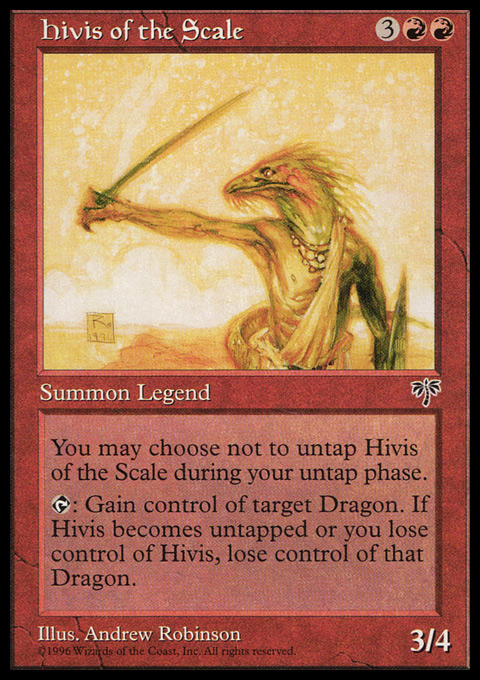 Hivis of the Scale 3
Summon Legend
You may choose not to untap Hivis
of the Scale during your untap phase.
: Gain control of target Dragon. If
Hivis becomes untapped or you lose
control of Hivis, lose control of that
Dragon.
Illus. Andrew Robinson
©1996 Wizards of the Coast, Inc. All rights reserved.
3/4